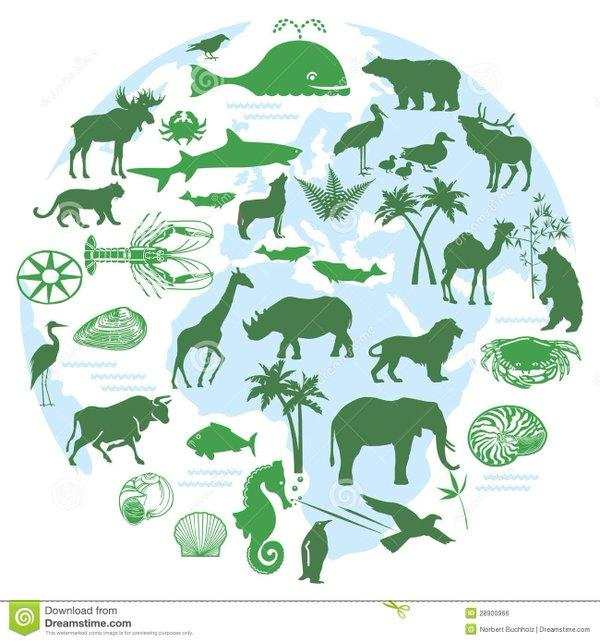 Download from
Dreamstime.com
This watermarked comp image is for previewing purposes only.
28900966
Norbert Buchholz | Dreamstime.com